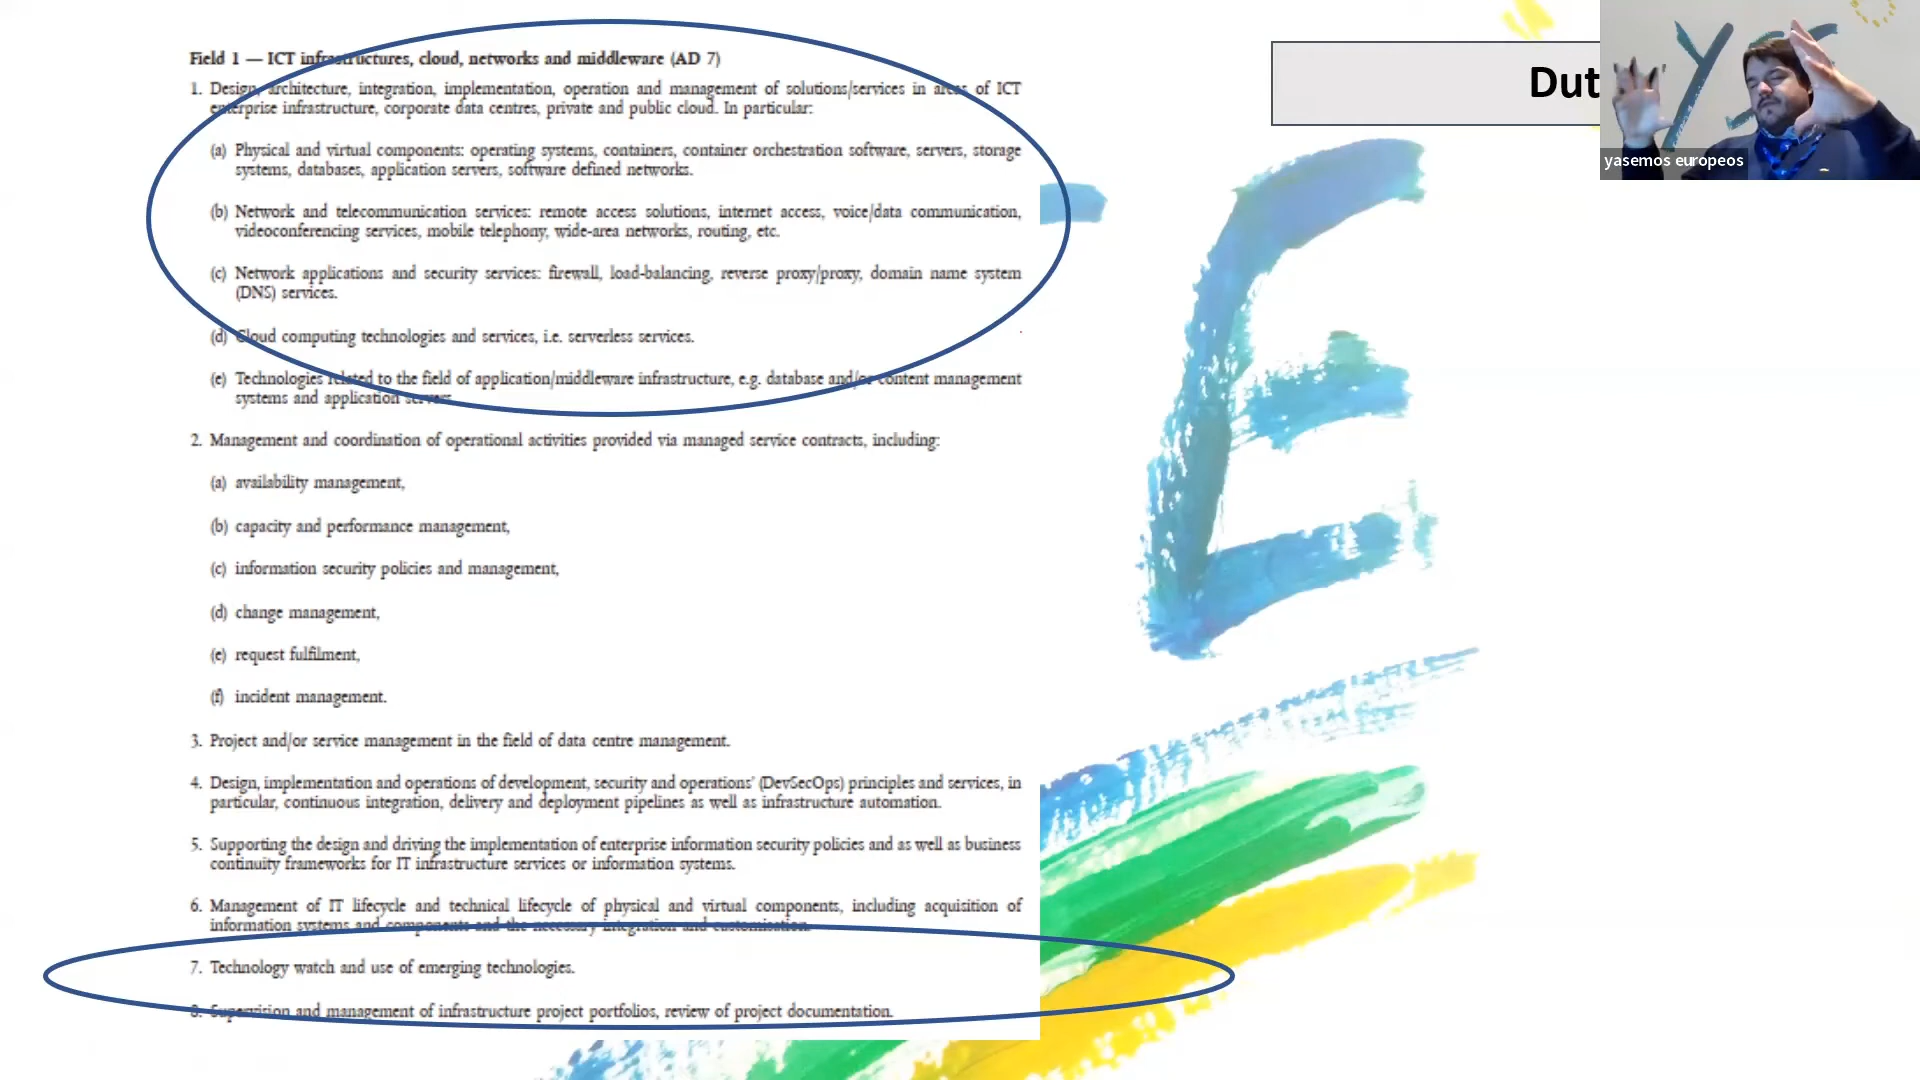 Field 1 — ICT infrastructures, cloud, networks and middleware (AD 7)
1. Design, architecture, integration, implementation, operation and management of solutions/services in areas of ICT
enterprise infrastructure, corporate data centres, private and public cloud. In particular:
(a) Physical and virtual components: operating systems, containers, container orchestration software, servers, storage
systems, databases, application servers, software defined networks.
(b) Network and telecommunication services: remote access solutions, internet access, voice/data communication,
videoconferencing services, mobile telephony, wide-area networks, routing, etc.
(c) Network applications and security services: firewall, load-balancing, reverse proxy/proxy, domain name system
(DNS) services.
(d) Cloud computing technologies and services, i.e. serverless services.
(e) Technologies related to the field of application/middleware infrastructure, e.g. database and/or content management
systems and application servers.
2. Management and coordination of operational activities provided via managed service contracts, including:
(a) availability management,
(b) capacity and performance management,
(c) information security policies and management,
(d) change management,
(e) request fulfilment,
(f) incident management.
3. Project and/or service management in the field of data centre management.
4. Design, implementation and operations of development, security and operations’ (DevSecOps) principles and services, in
particular, continuous integration, delivery and deployment pipelines as well as infrastructure automation.
5. Supporting the design and driving the implementation of enterprise information security policies and as well as business
continuity frameworks for IT infrastructure services or information systems.
6. Management of IT lifecycle and technical lifecycle of physical and virtual components, including acquisition of
information systems and components and the necessary integration and customisation.
7. Technology watch and use of emerging technologies.
8. Supervision and management of infrastructure project portfolios, review of project documentation.
Dut
yasemos europeos